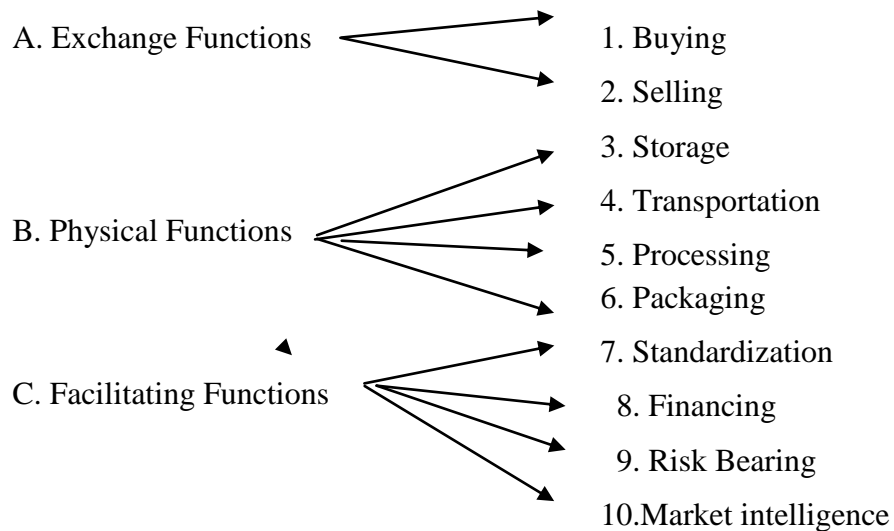 A. Exchange Functions
1. Buying
2. Selling
3. Storage
4. Transportation
B. Physical Functions
5. Processing
6. Packaging
7. Standardization
C. Facilitating Functions
8. Financing
9. Risk Bearing
10.Market intelligence